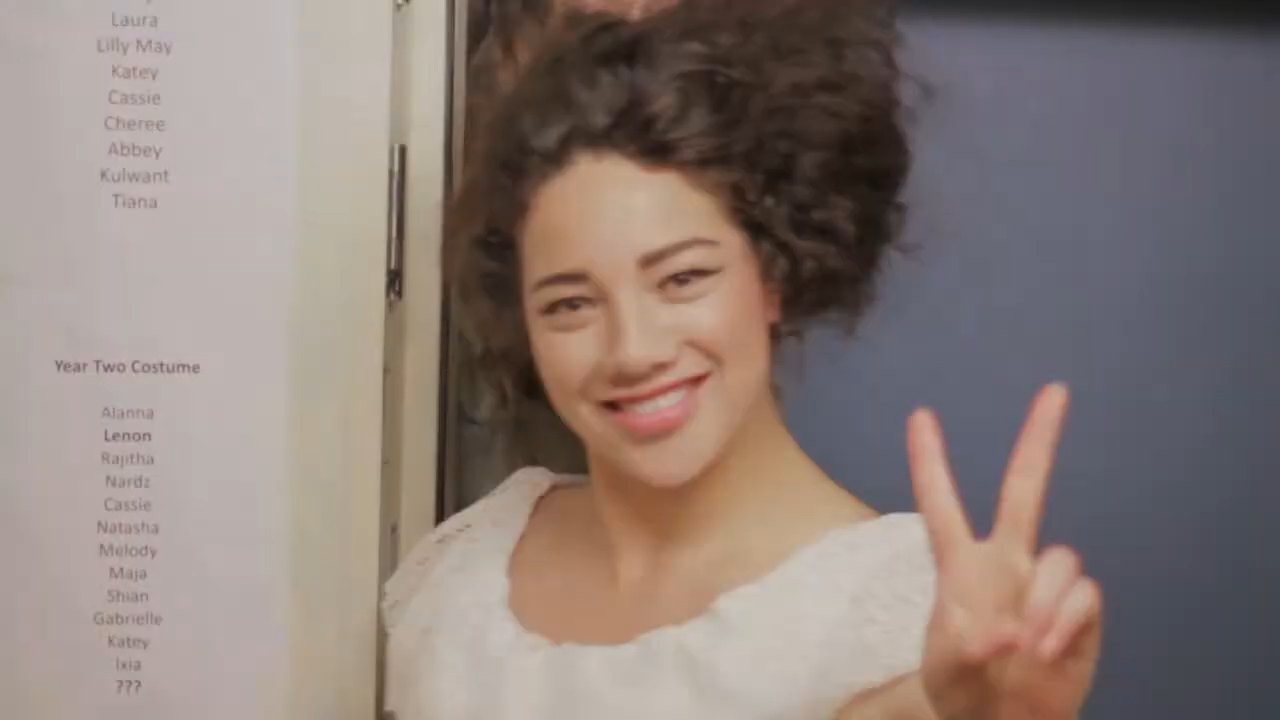 Laura
Lilly May
Katey
Cassie
Cheree
Abbey
Kulwant
Tiana
Year Two Costume
Alanna
Lenon
Rajitha
Nardz
Cassie
Natasha
Melody
Maja
Shian
Gabrielle
Katey
Ixia
???